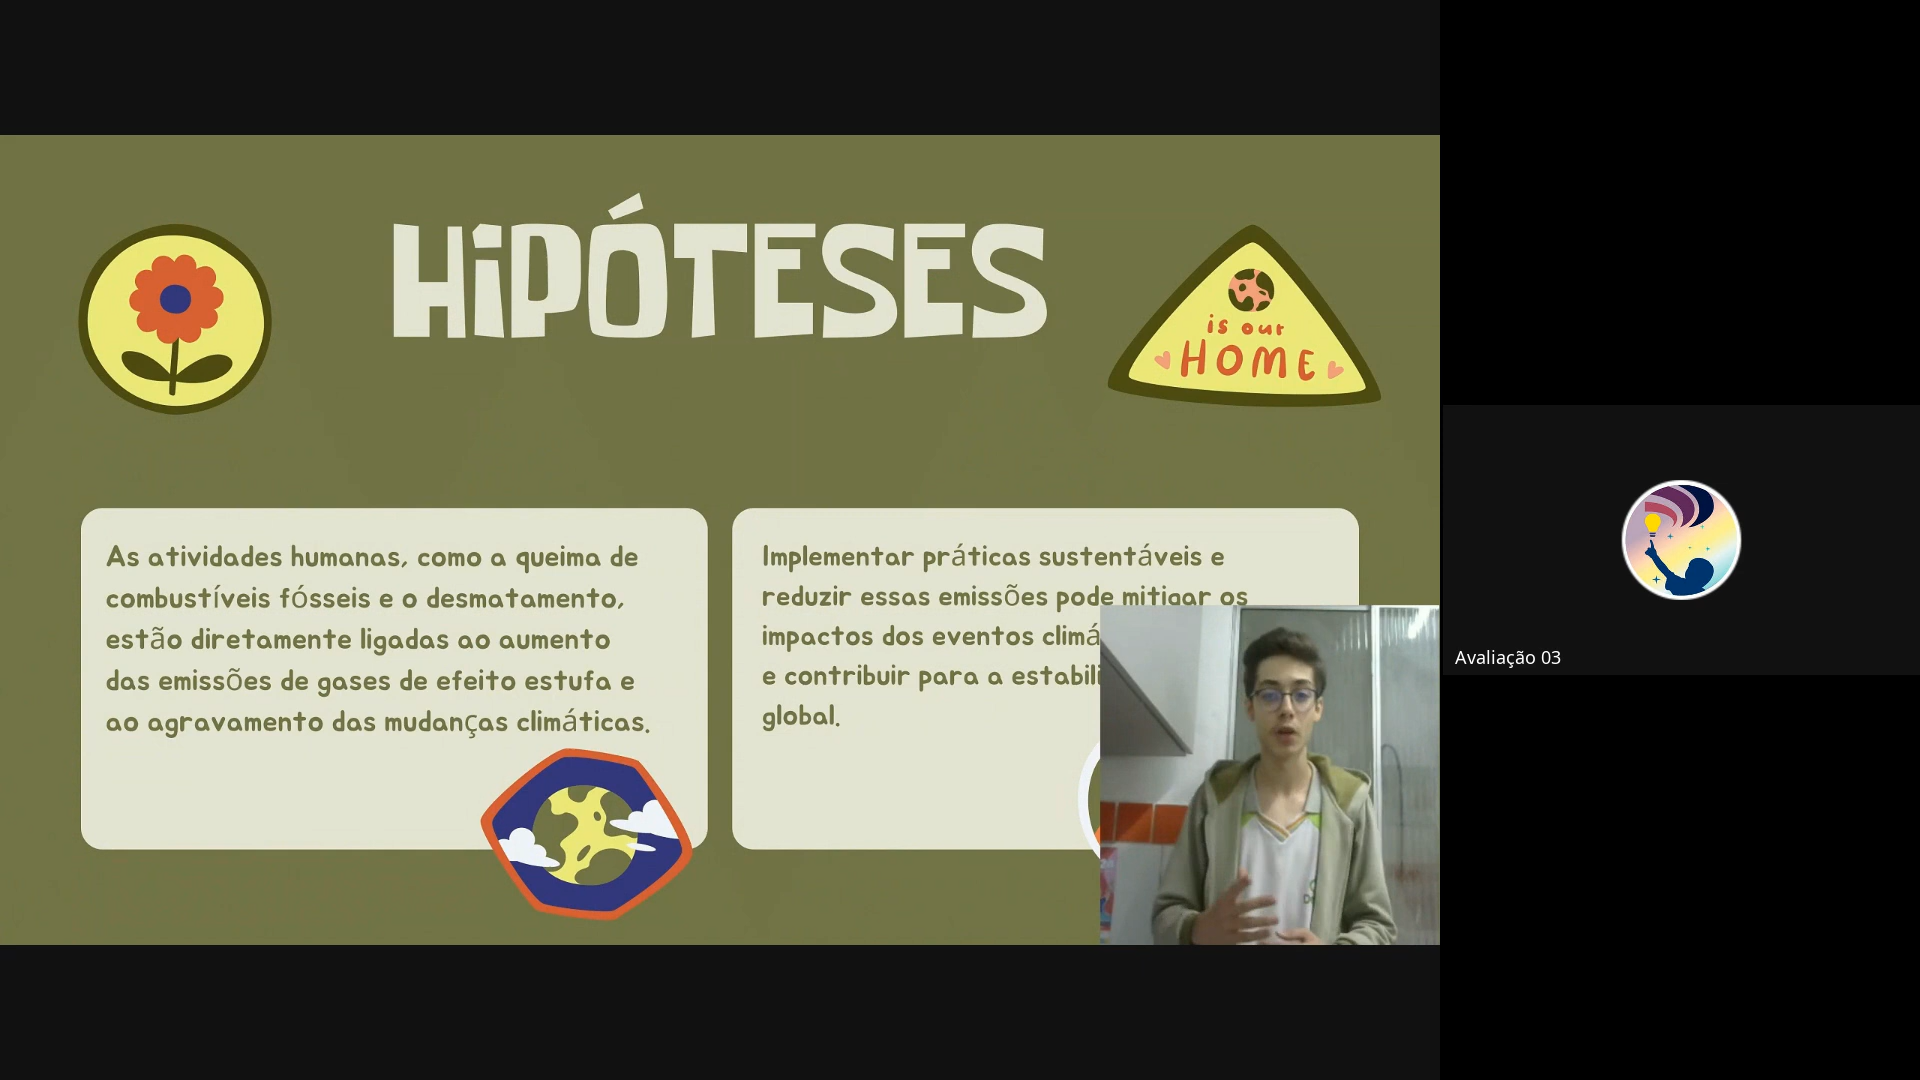 HiPÓTESES
is our
HOME
As atividades humanas, como a queima de
combustíveis fósseis e o desmatamento,
estão diretamente ligadas ao aumento
das emissões de gases de efeito estufa e
ao agravamento das mudanças climáticas.
Implementar práticas sustentáveis e
reduzir essas emissões pode mitigar os
impactos dos eventos climá
e contribuir para a estabili
global.
Avaliação 03